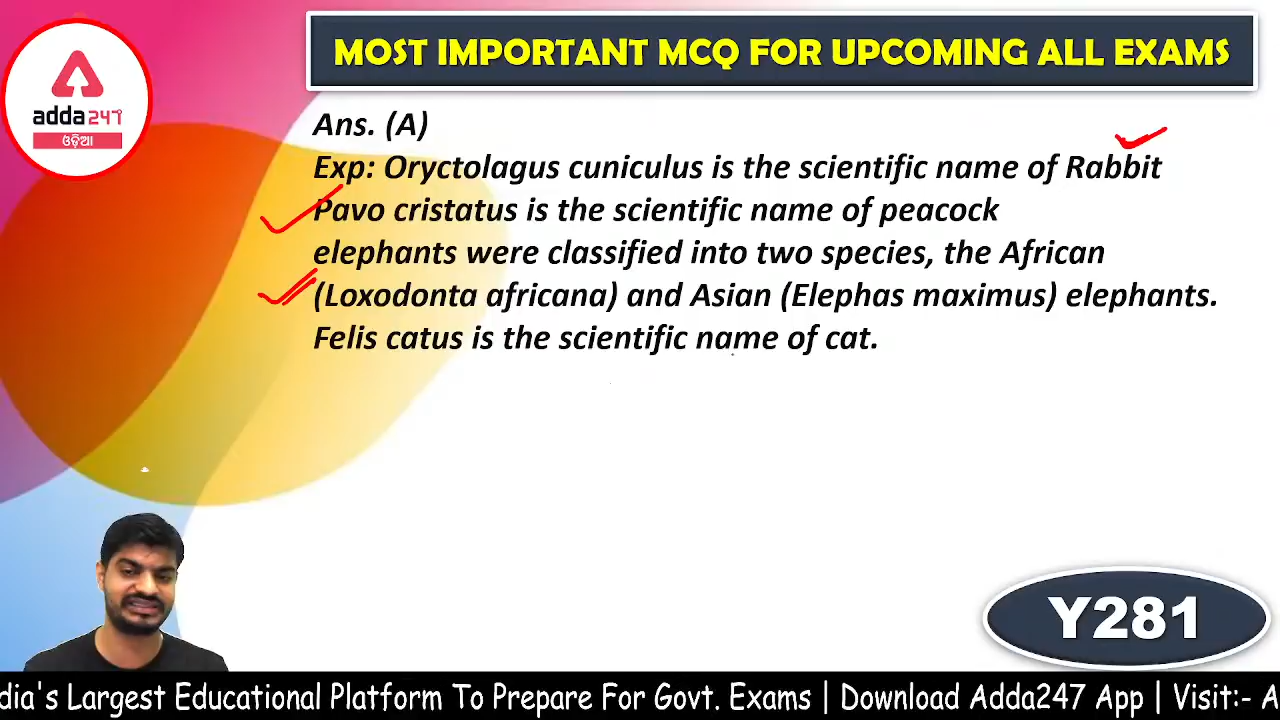 MOST IMPORTANT MCQ FOR UPCOMING ALL EXAMS
adda247
ଓଡ଼ିଆ
Ans. (A)
Exp: Oryctolagus cuniculus is the scientific name of Rabbit
Pavo cristatus is the scientific name of peacock
elephants were classified into two species, the African
(Loxodonta africana) and Asian (Elephas maximus) elephants.
Felis catus is the scientific name of cat.
Y281
dia's Largest Educational Platform To Prepare For Govt. Exams | Download Adda247 App | Visit:- A